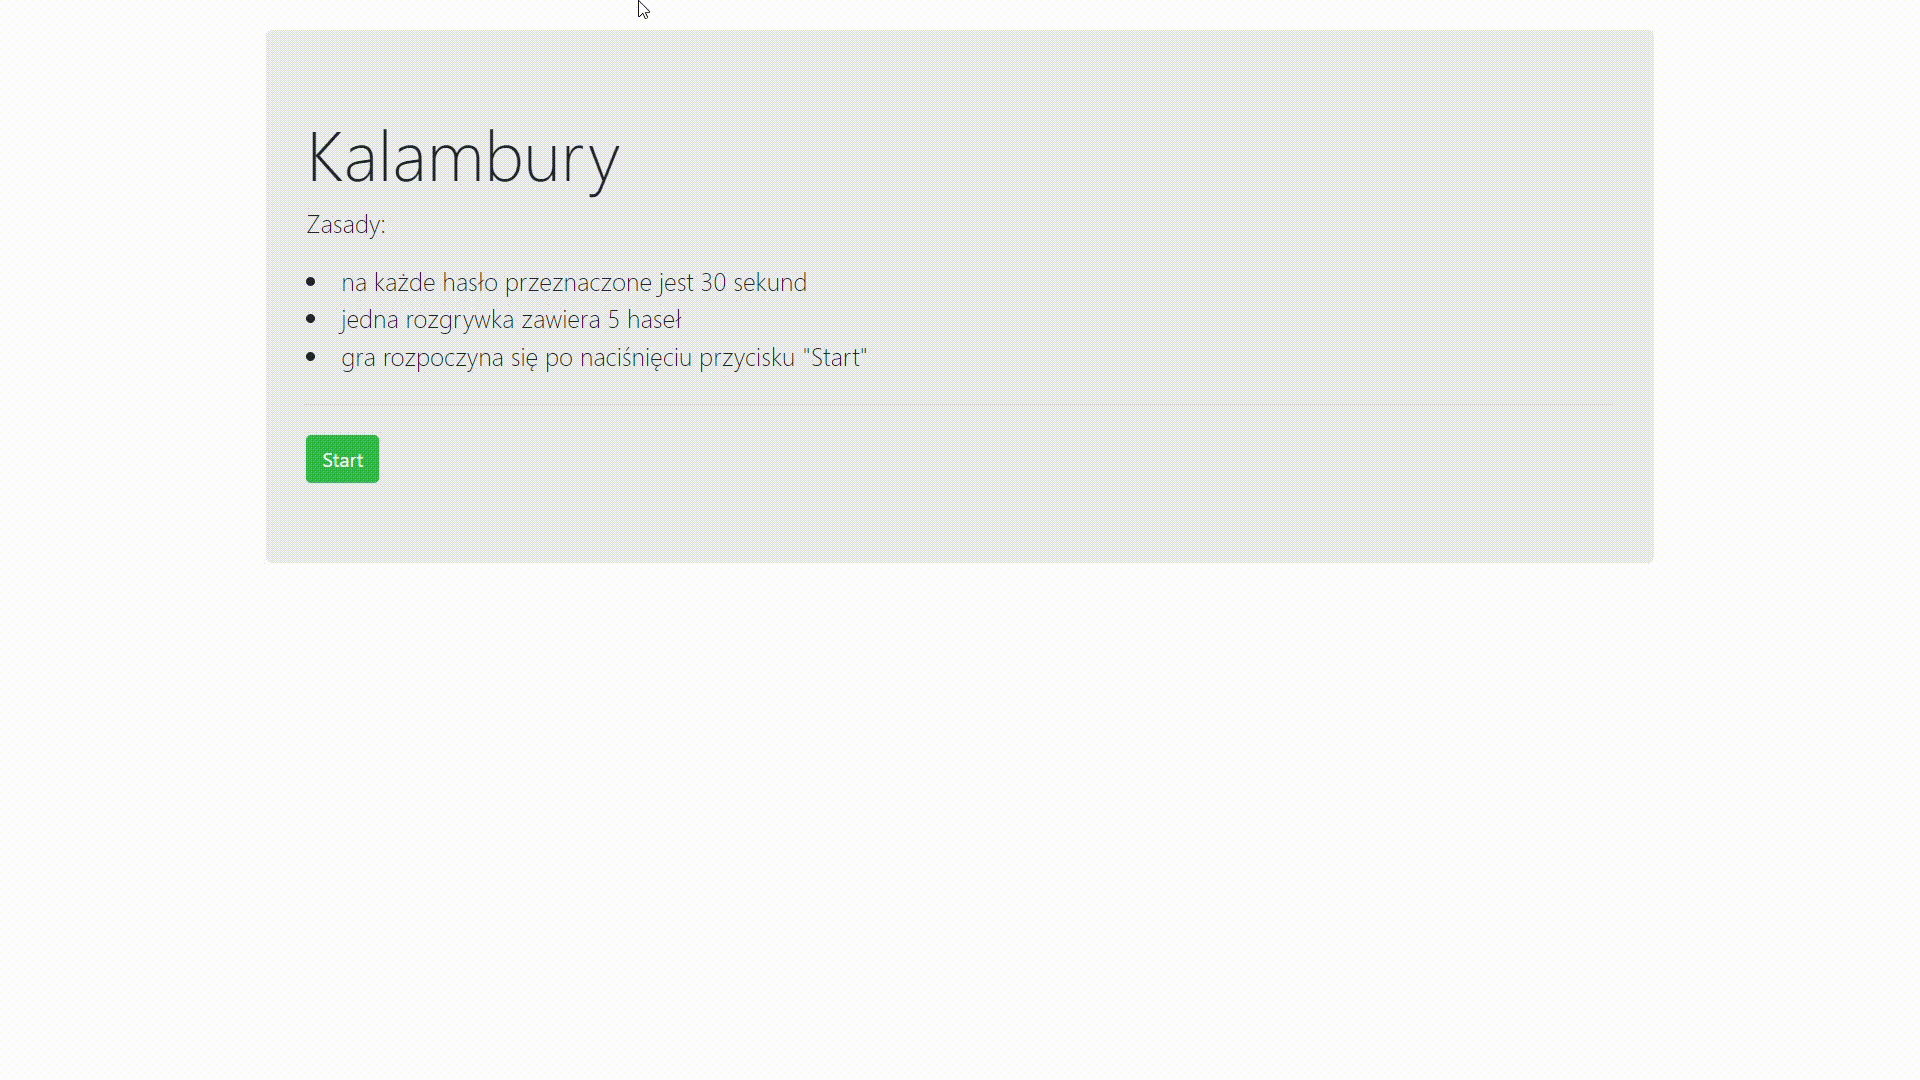 Kalambury
Zasady:
na każde hasło przeznaczone jest 30 sekund
jedna rozgrywka zawiera 5 haseł
gra rozpoczyna się po naciśnięciu przycisku "Start"
Start